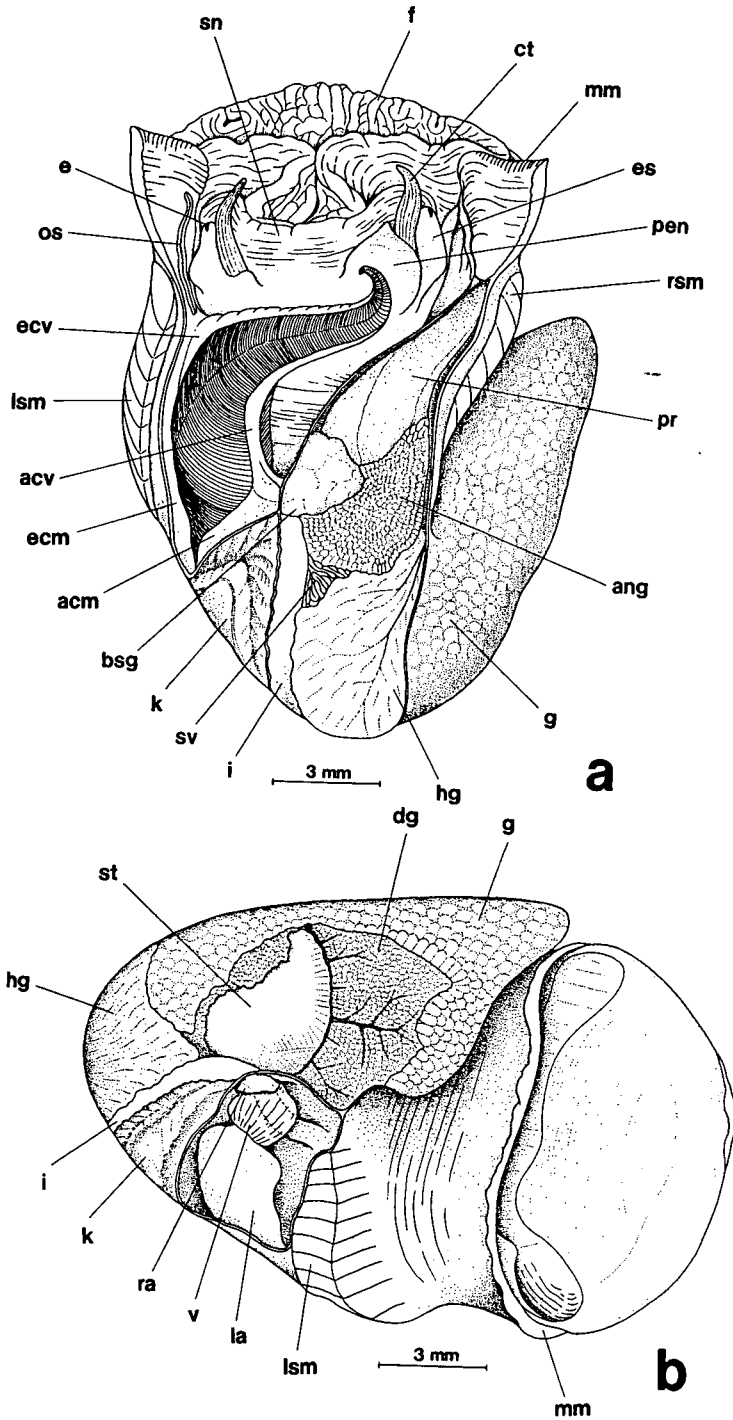 sn
f
ct
mm
e
es
os
pen
rsm
ecv
lsm
pr
acv
ecm
ang
acm
bsg
k
g
sv
i
3 mm
hg
a
dg
g
st
hg
i
k
ra
v
la
lsm
3 mm
mm
b